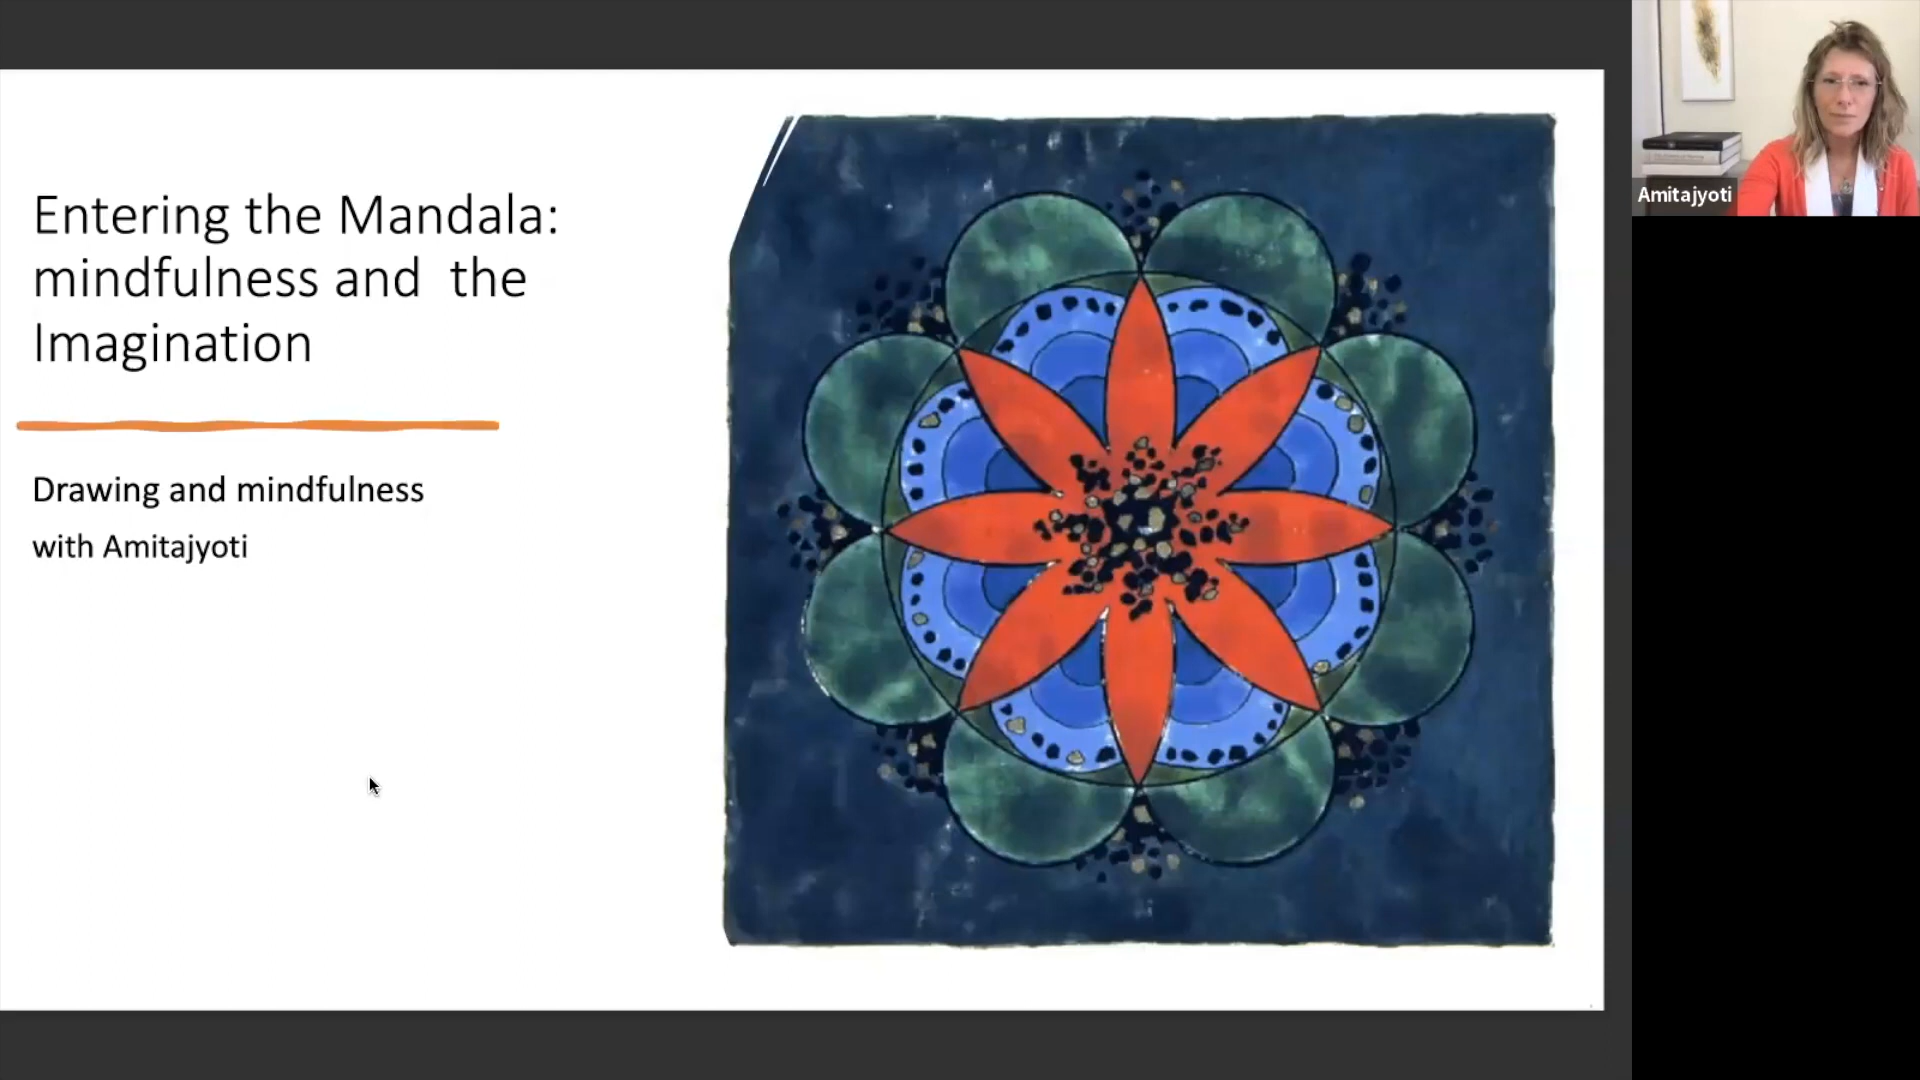 Entering the Mandala:
mindfulness and  the
Imagination
Drawing and mindfulness
with Amitajyoti
Amitajyoti